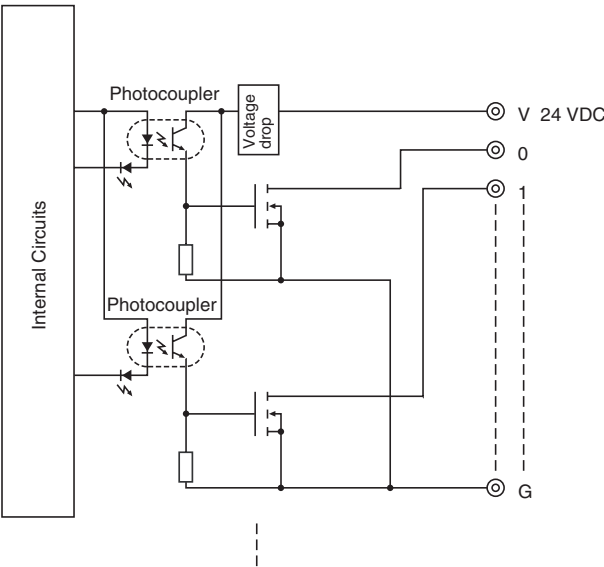 Photocoupler
Voltage
drop
V 24 VDC
0
1
Internal Circuits
Photocoupler
G